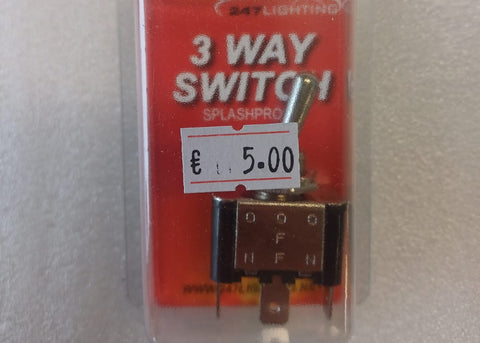 247LIGHTING
3 WAY
SWITCH
SPLASHPRO
€ 5.00
O O O
F
N F N